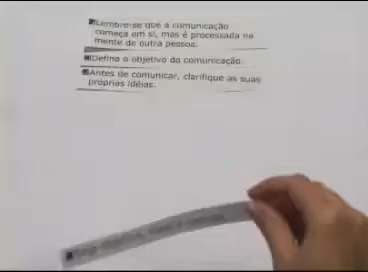 Lembre-se que a comunicação
começa em si, mas é processada na
mente de outra pessoa.
Defina o objetivo da comunicação.
Antes de comunicar, clarifique as suas
próprias idéias.